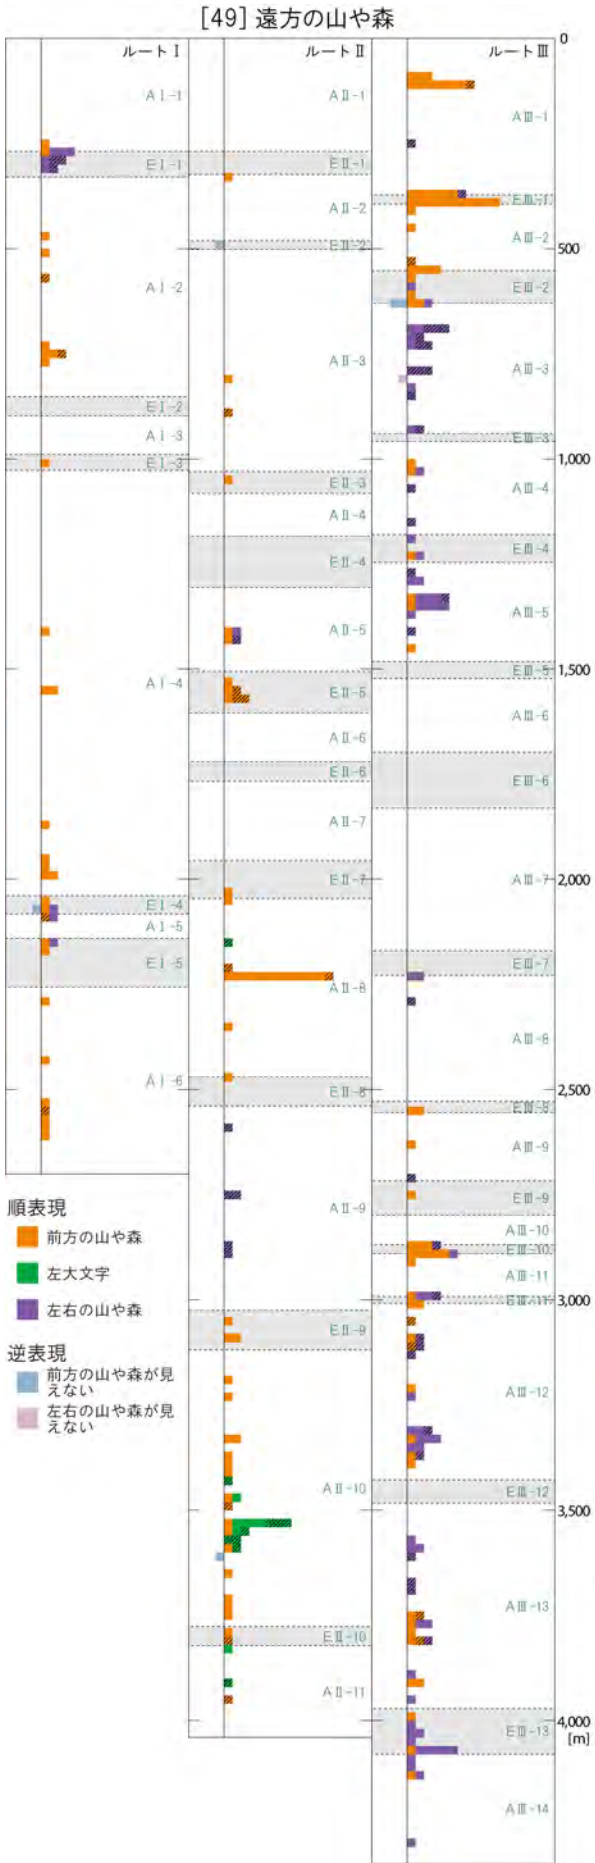 [49] 遠方の山や森
ルートⅠ
AⅠ-1
EⅠ-1
AⅠ-2
EⅠ-2
AⅠ-3
EⅠ-3
AⅠ-4
EⅠ-4
AⅠ-5
EⅠ-5
AⅠ-6
ルートⅡ
AⅡ-1
EⅡ-1
AⅡ-2
EⅡ-2
AⅡ-3
EⅡ-3
AⅡ-4
EⅡ-4
AⅡ-5
EⅡ-5
AⅡ-6
EⅡ-6
AⅡ-7
EⅡ-7
AⅡ-8
EⅡ-8
AⅡ-9
EⅡ-9
AⅡ-10
EⅡ-10
AⅡ-11
ルートⅢ
AⅢ-1
EⅢ-1
AⅢ-2
EⅢ-2
AⅢ-3
EⅢ-3
AⅢ-4
EⅢ-4
AⅢ-5
EⅢ-5
AⅢ-6
EⅢ-6
AⅢ-7
EⅢ-7
AⅢ-8
EⅢ-8
AⅢ-9
EⅢ-9
AⅢ-10
EⅢ-10
AⅢ-11
EⅢ-11
AⅢ-12
EⅢ-12
AⅢ-13
EⅢ-13
AⅢ-14
0
500
1,000
1,500
2,000
2,500
3,000
3,500
4,000
[m]
順表現
前方の山や森
左大文字
左右の山や森
逆表現
前方の山や森が見
えない
左右の山や森が見
えない